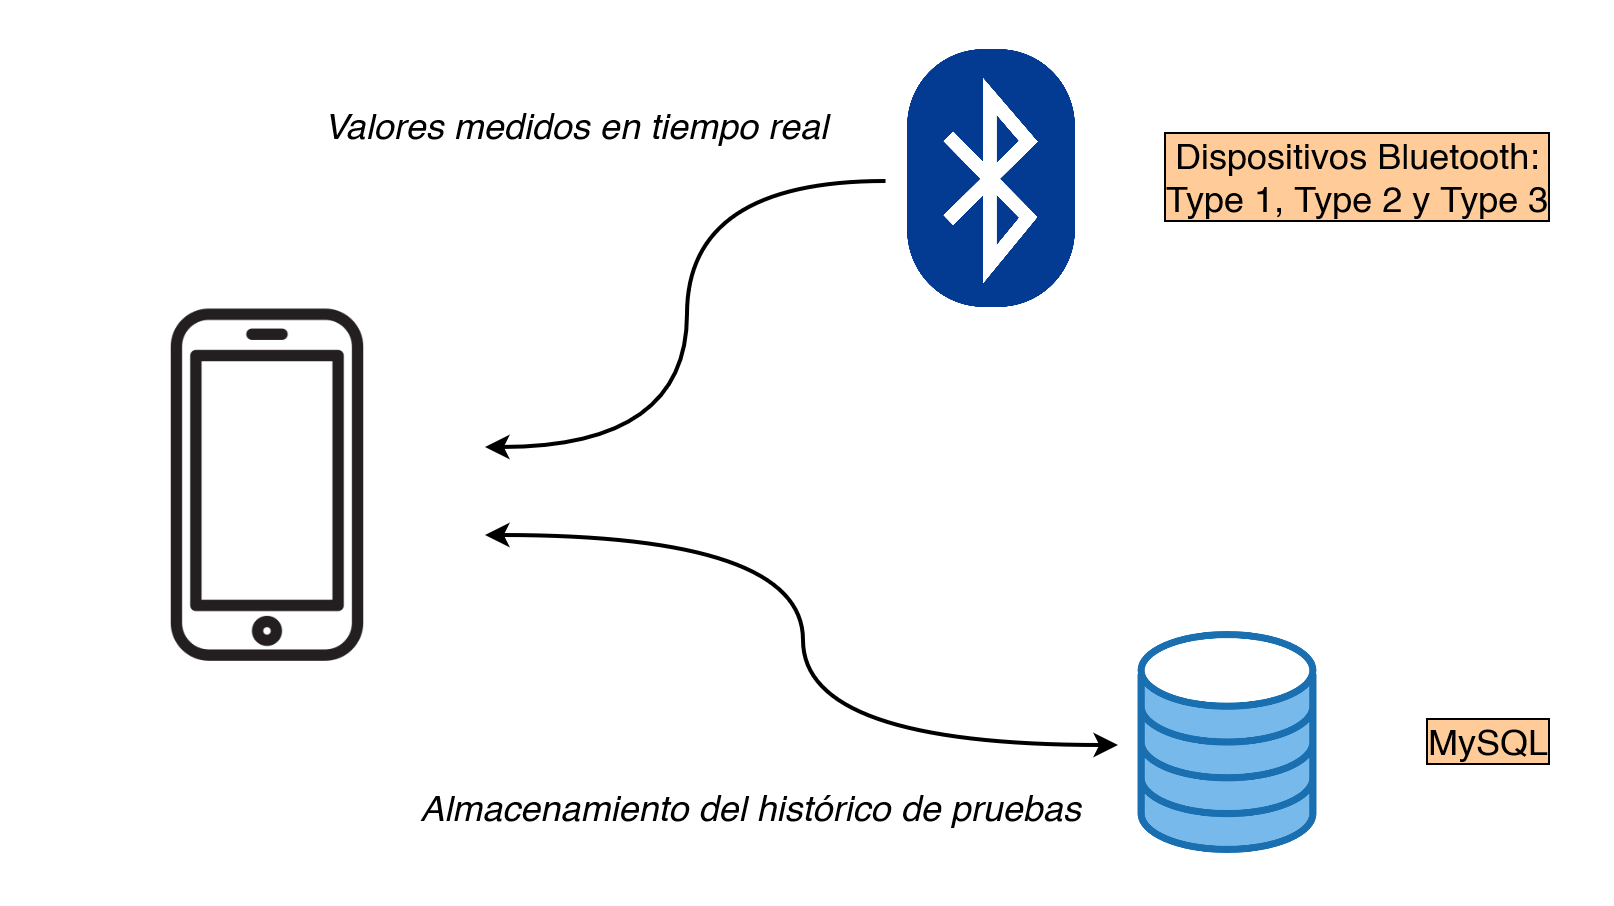 Valores medidos en tiempo real
Dispositivos Bluetooth:
Type 1, Type 2 y Type 3
MySQL
Almacenamiento del histórico de pruebas